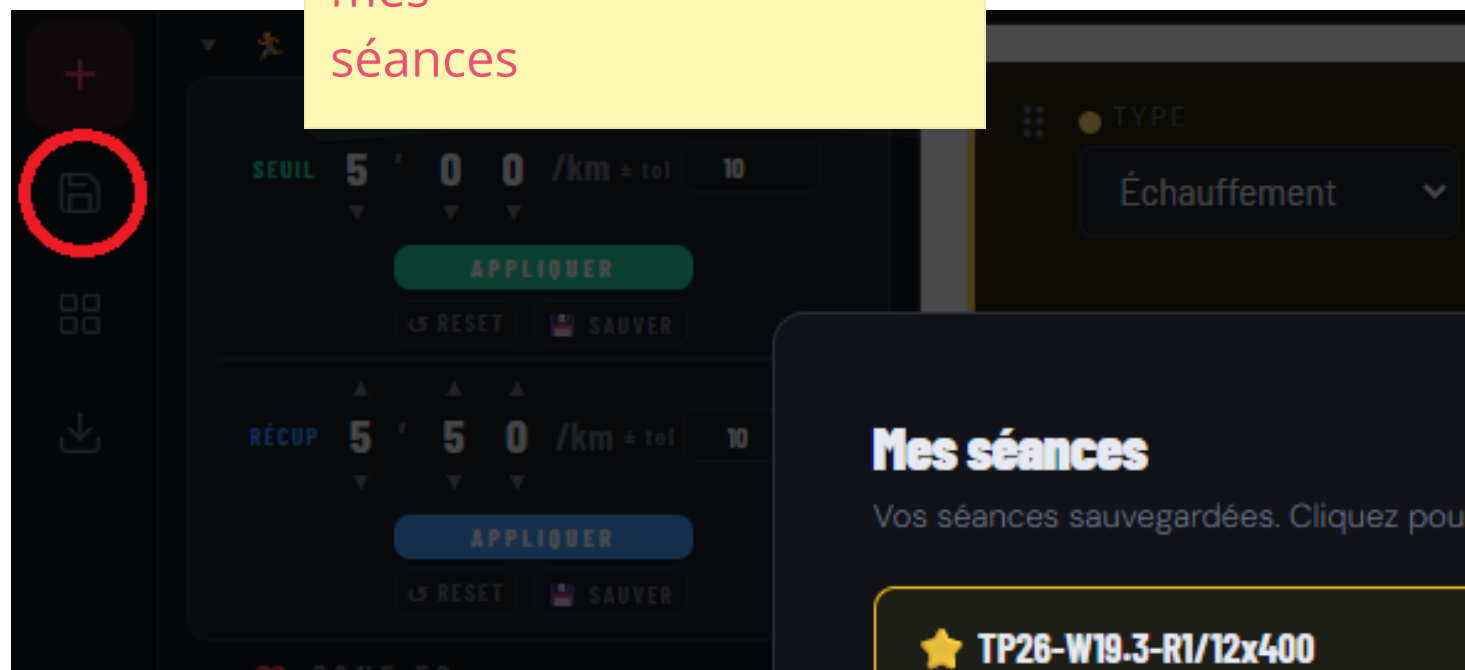 mes
séances
TYPE
SEUIL 5 ′ 0 0 /km ± tol 10
Échauffement
APPLIQUER
↺ RESET SAUVER
RÉCUP 5 ′ 5 0 /km ± tol 10
Mes séances
Vos séances sauvegardées. Cliquez pou
APPLIQUER
↺ RESET SAUVER
TP26-W19.3-R1/12x400